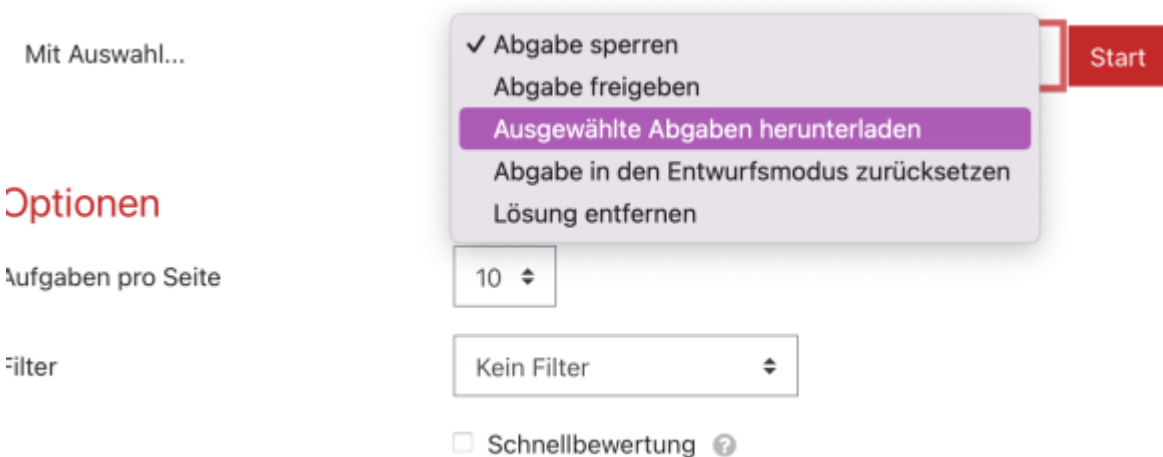 Mit Auswahl...
✓ Abgabe sperren
Start
Abgabe freigeben
Ausgewählte Abgaben herunterladen
Abgabe in den Entwurfsmodus zurücksetzen
Lösung entfernen
Optionen
Aufgaben pro Seite
10
Filter
Kein Filter
Schnellbewertung